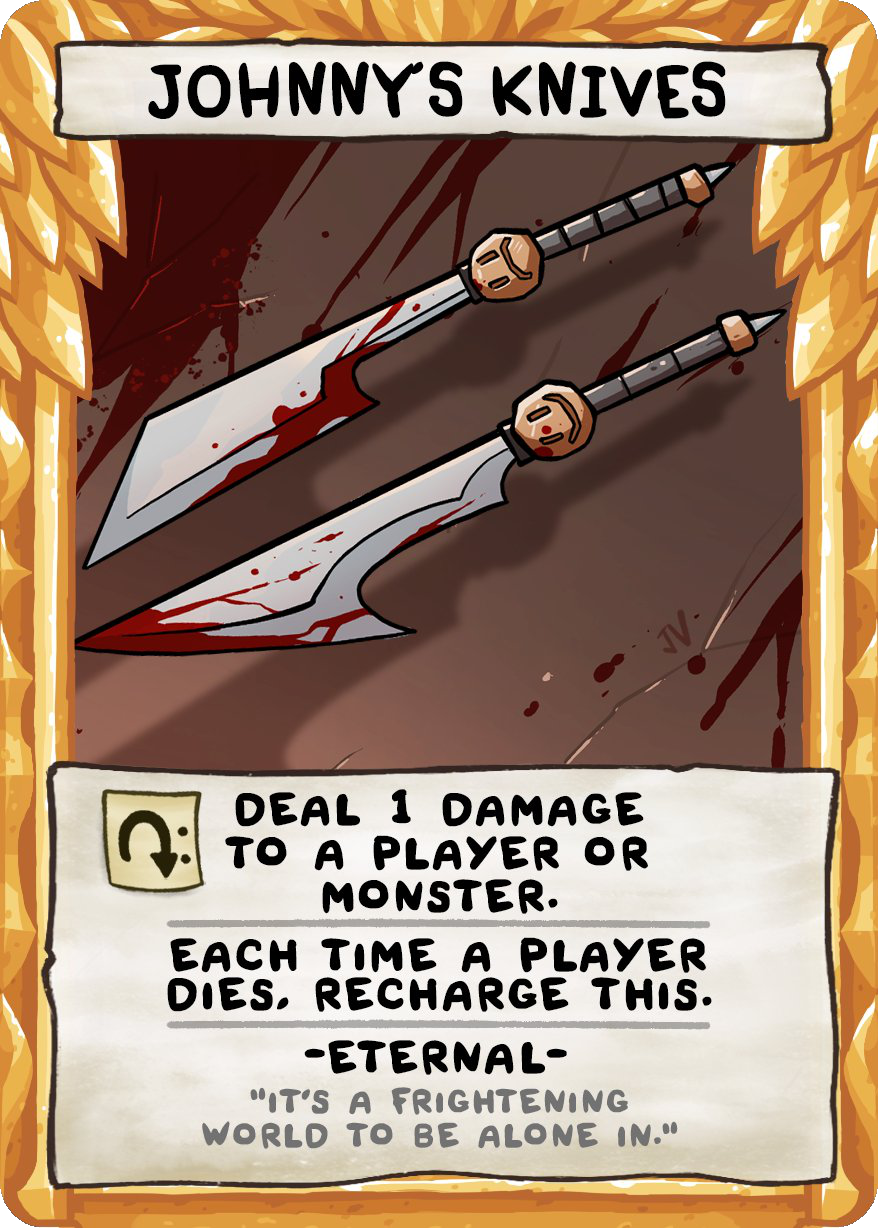 JOHNNY'S KNIVES
JV
DEAL 1 DAMAGE
TO A PLAYER OR
MONSTER.
EACH TIME A PLAYER
DIES, RECHARGE THIS.
-ETERNAL-
"IT'S A FRIGHTENING
WORLD TO BE ALONE IN."